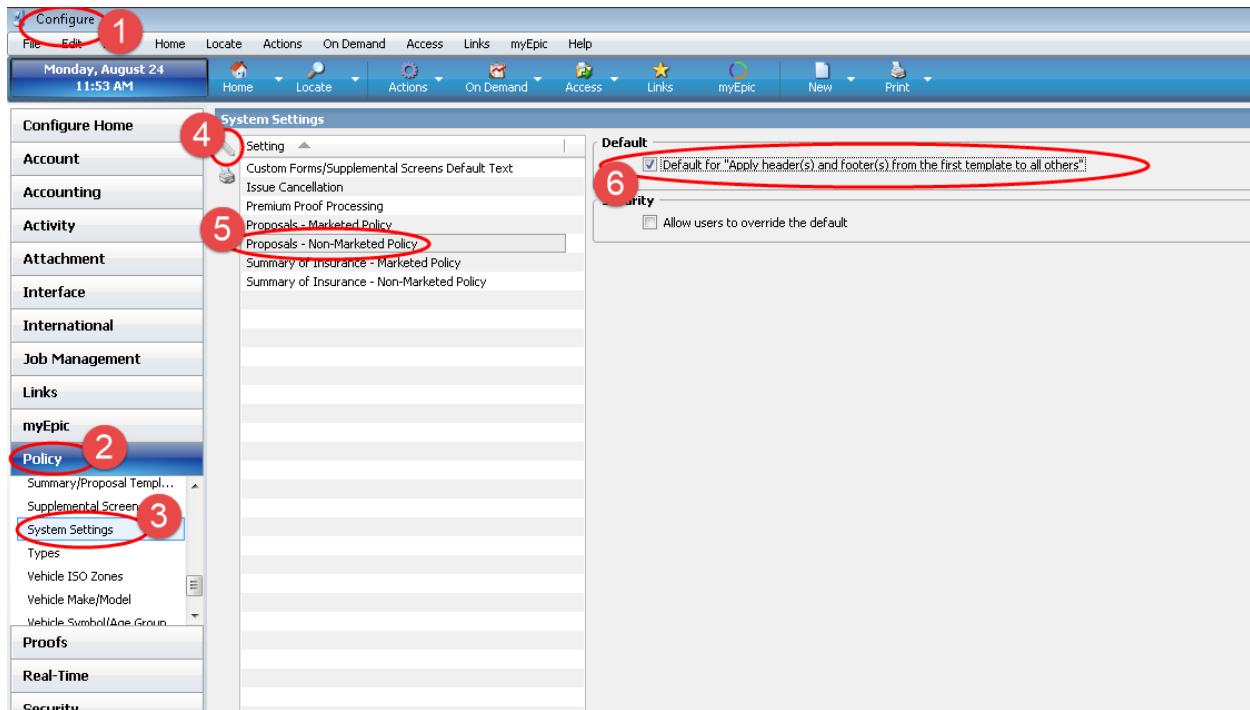 Configure
1
File Edit Home Locate Actions On Demand Access Links myEpic Help
Monday, August 24
11:53 AM
Home Locate Actions On Demand Access Links myEpic New Print
Configure Home
Account
Accounting
Activity
Attachment
Interface
International
Job Management
Links
myEpic
Policy
2
Summary/Proposal Templ...
Supplemental Screen
3
System Settings
Types
Vehicle ISO Zones
Vehicle Make/Model
Vehicle Symbol/Age Group
Proofs
Real-Time
Security
System Settings
4
Setting
Custom Forms/Supplemental Screens Default Text
Issue Cancellation
Premium Proof Processing
Proposals - Marketed Policy
5
Proposals - Non-Marketed Policy
Summary of Insurance - Marketed Policy
Summary of Insurance - Non-Marketed Policy
Default
Default for "Apply header(s) and footer(s) from the first template to all others"
6
Security
Allow users to override the default